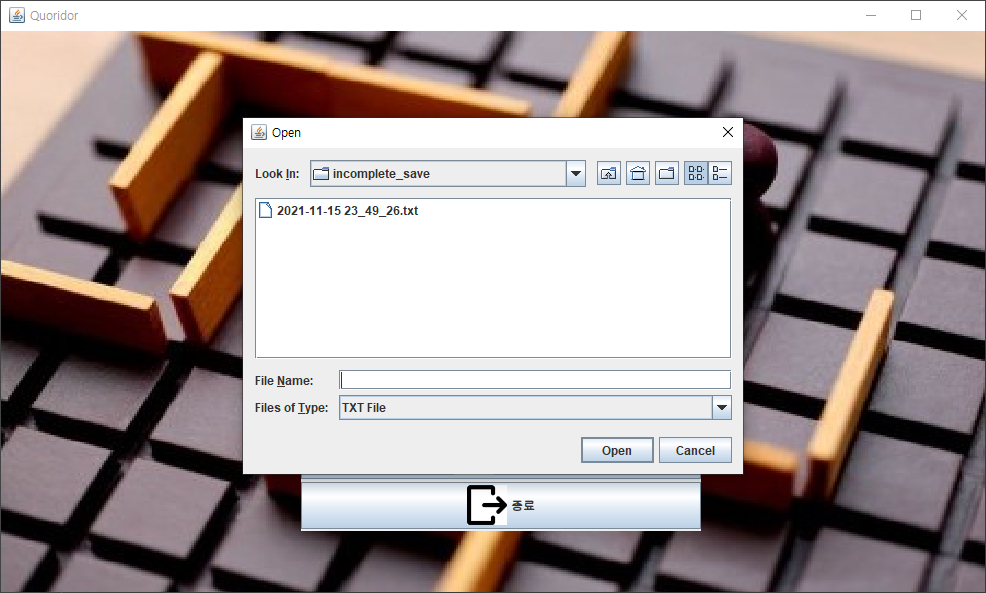 Quoridor
Open
Look In: incomplete_save
2021-11-15 23_49_26.txt
File Name:
Files of Type: TXT File
Open Cancel
종료